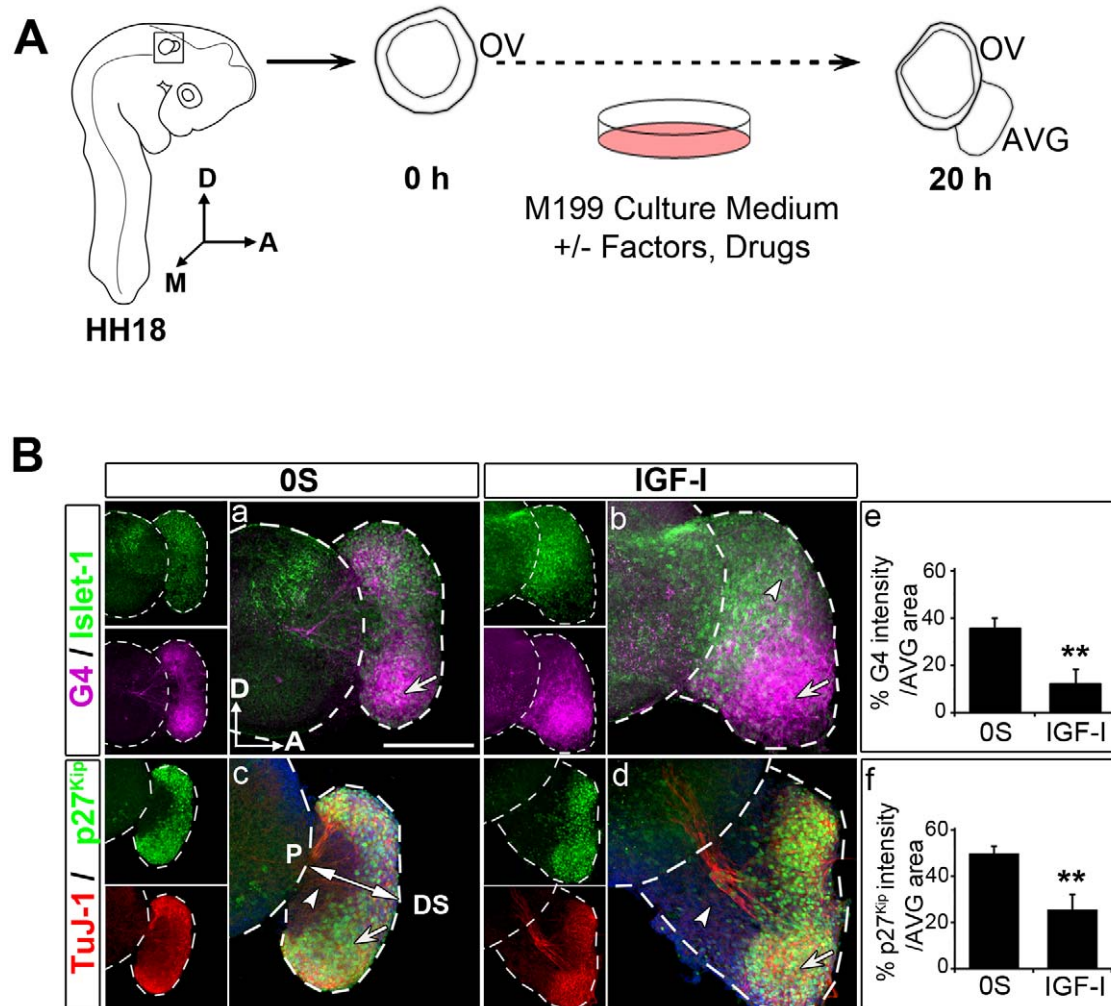 A
OV
OV
AVG
0 h
20 h
M199 Culture Medium
+/- Factors, Drugs
D
A
M
HH18
B
0S
IGF-I
G4 / Islet-1
TuJ-1 / p27Kip
a
D
A
b
c
P
DS
d
e
% G4 intensity
/AVG area
60
40
20
0
**
0S
IGF-I
f
% p27Kip intensity
/AVG area
60
40
20
0
**
0S
IGF-I